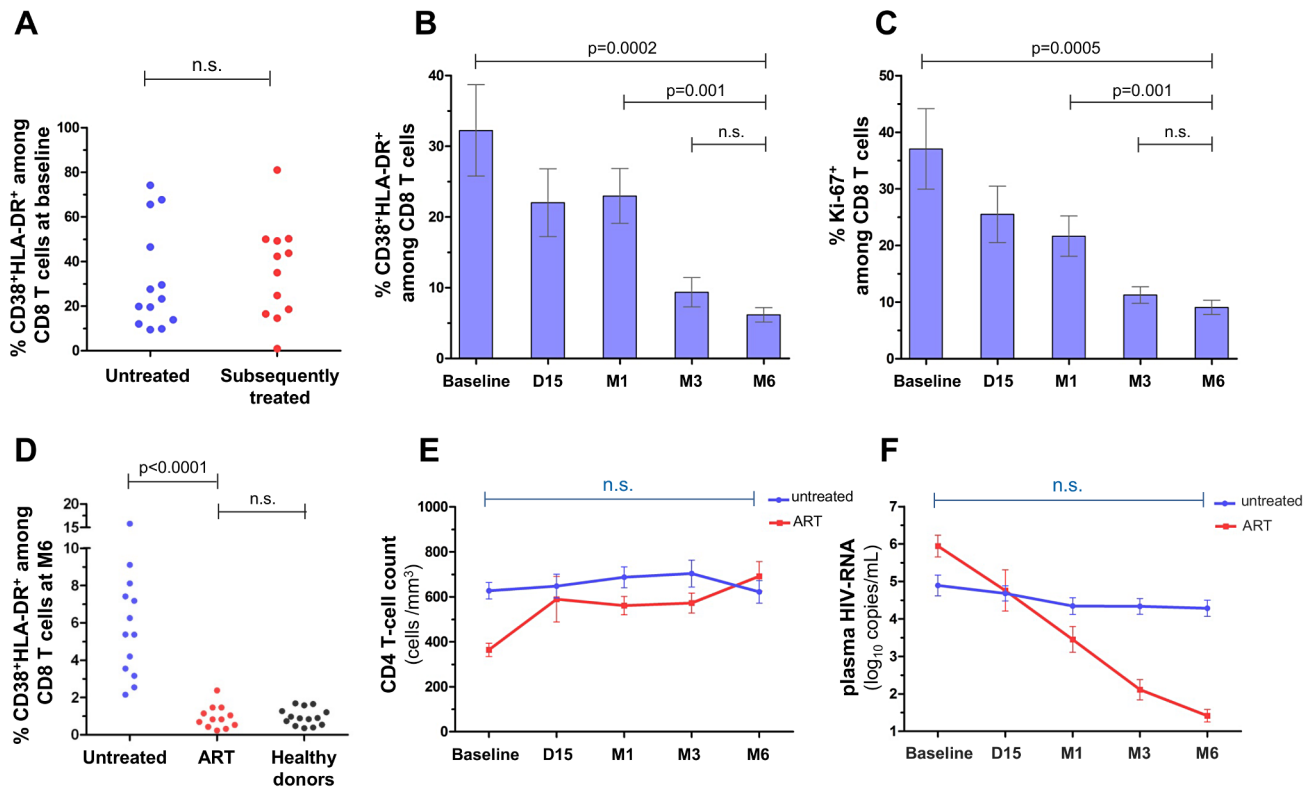 A
n.s.
% CD38⁺HLA-DR⁺ among
CD8 T cells at baseline
100
80
60
40
20
0
Untreated
Subsequently
treated
B
p=0.0002
p=0.001
n.s.
% CD38⁺HLA-DR⁺
among CD8 T cells
40
30
20
10
0
Baseline D15 M1 M3 M6
C
p=0.0005
p=0.001
n.s.
% Ki-67⁺
among CD8 T cells
50
40
30
20
10
0
Baseline D15 M1 M3 M6
D
p<0.0001
n.s.
% CD38⁺HLA-DR⁺ among
CD8 T cells at M6
20
15
10
8
6
4
2
0
Untreated ART Healthy
donors
E
n.s.
untreated
ART
CD4 T-cell count
(cells /mm³)
1000
800
600
400
200
0
Baseline D15 M1 M3 M6
F
n.s.
untreated
ART
plasma HIV-RNA
(log₁₀ copies/mL)
7
6
5
4
3
2
1
Baseline D15 M1 M3 M6